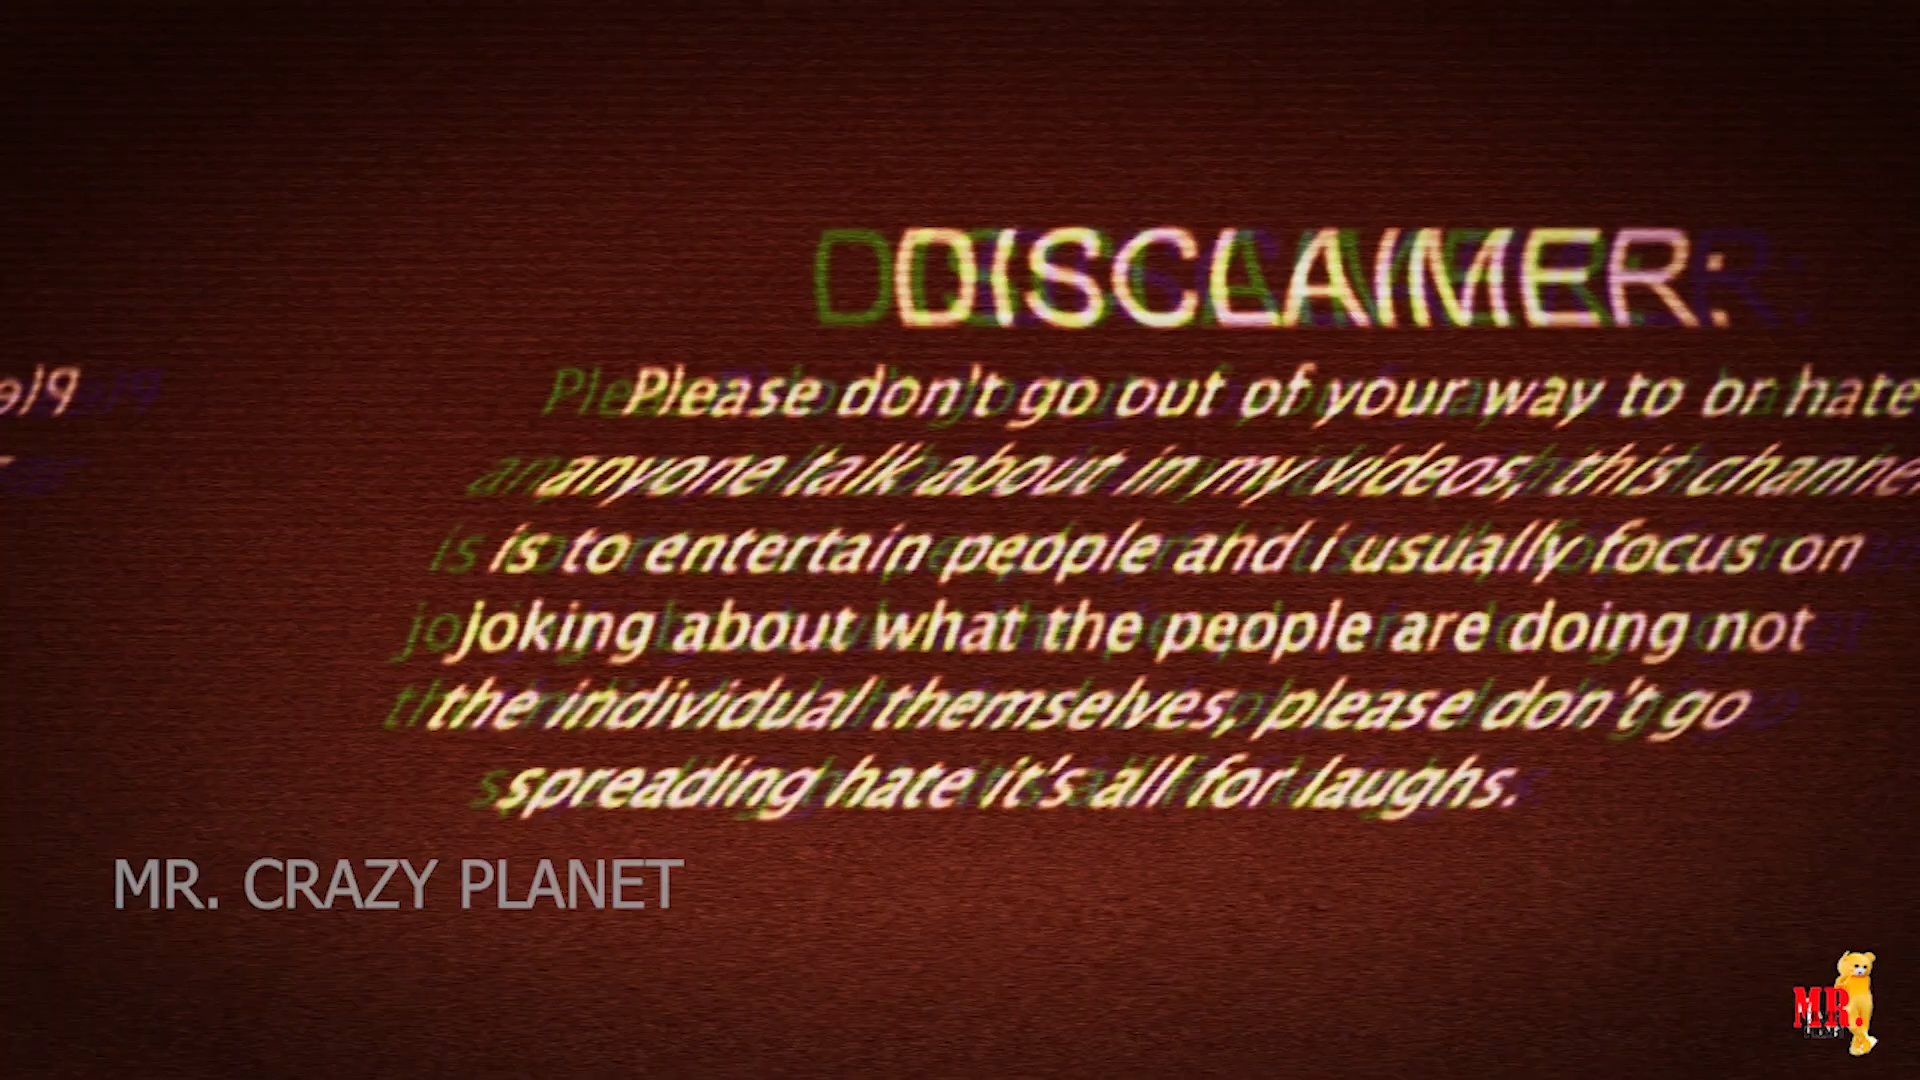 DISCLAIMER:
Please don't go out of your way to or hate
anyone talk about in my videos, this channel
is to entertain people and i usually focus on
joking about what the people are doing not
the individual themselves, please don't go
spreading hate it's all for laughs.
MR. CRAZY PLANET
MR.